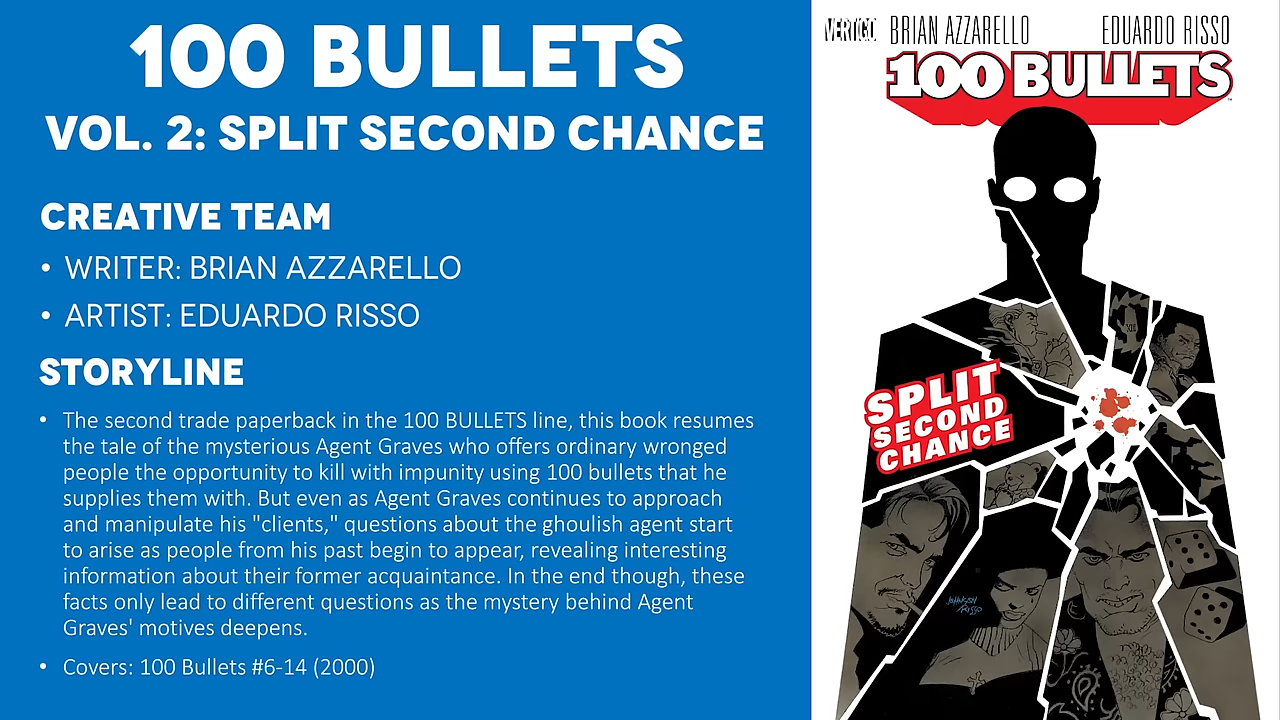 100 BULLETS
VOL. 2: SPLIT SECOND CHANCE
CREATIVE TEAM
• WRITER: BRIAN AZZARELLO
• ARTIST: EDUARDO RISSO
STORYLINE
• The second trade paperback in the 100 BULLETS line, this book resumes
the tale of the mysterious Agent Graves who offers ordinary wronged
people the opportunity to kill with impunity using 100 bullets that he
supplies them with. But even as Agent Graves continues to approach
and manipulate his "clients," questions about the ghoulish agent start
to arise as people from his past begin to appear, revealing interesting
information about their former acquaintance. In the end though, these
facts only lead to different questions as the mystery behind Agent
Graves' motives deepens.
• Covers: 100 Bullets #6-14 (2000)
VERTIGO BRIAN AZZARELLO EDUARDO RISSO
100 BULLETS
SPLIT
SECOND
CHANCE
JOHNSON
RISSO